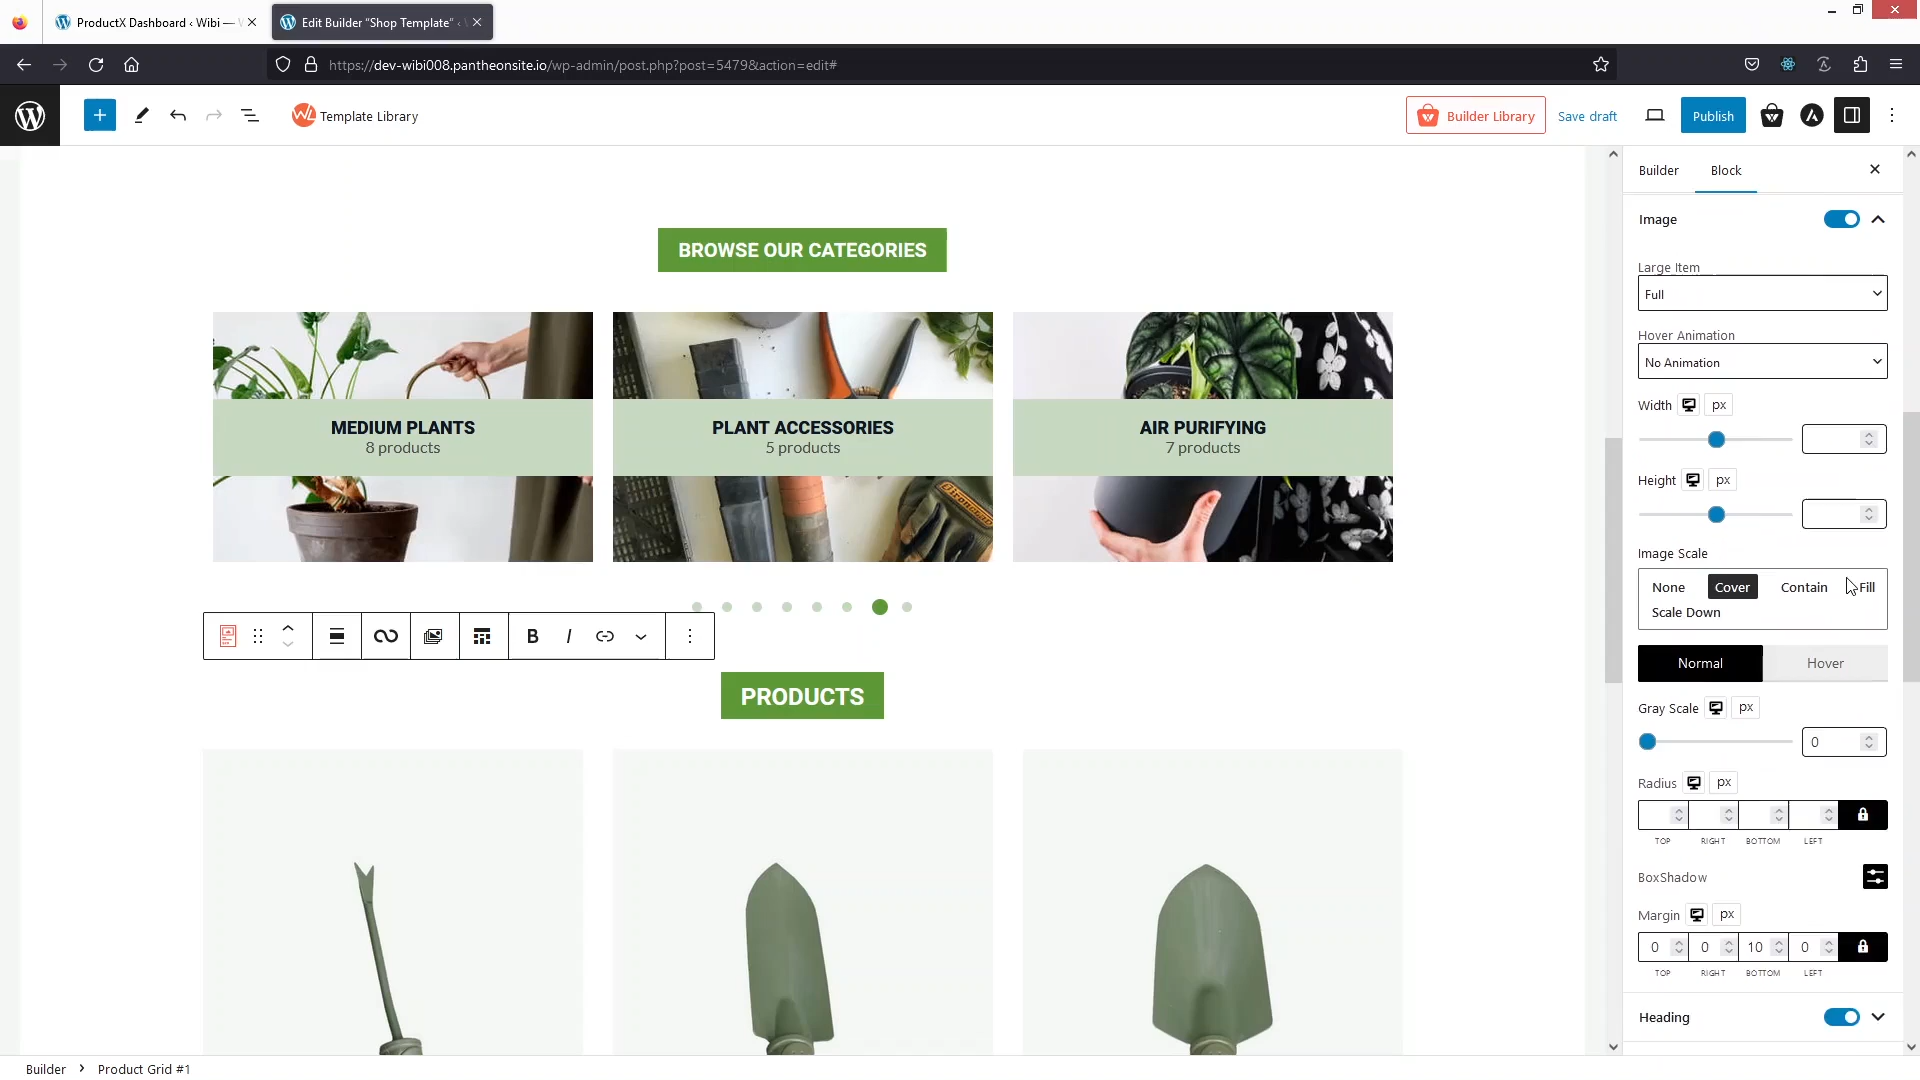 ProductX Dashboard ‹ Wibi —
Edit Builder "Shop Template" ‹
https://dev-wibi008.pantheonsite.io/wp-admin/post.php?post=5479&action=edit#
Template Library
Builder Library
Save draft
Publish
Builder
Block
Image
Large Item
Full
Hover Animation
No Animation
Width
px
Height
px
Image Scale
None
Cover
Contain
Fill
Scale Down
Normal
Hover
Gray Scale
px
0
Radius
px
TOP
RIGHT
BOTTOM
LEFT
BoxShadow
Margin
px
0
0
10
0
TOP
RIGHT
BOTTOM
LEFT
Heading
BROWSE OUR CATEGORIES
MEDIUM PLANTS
8 products
PLANT ACCESSORIES
5 products
AIR PURIFYING
7 products
B
I
PRODUCTS
Builder
Product Grid #1